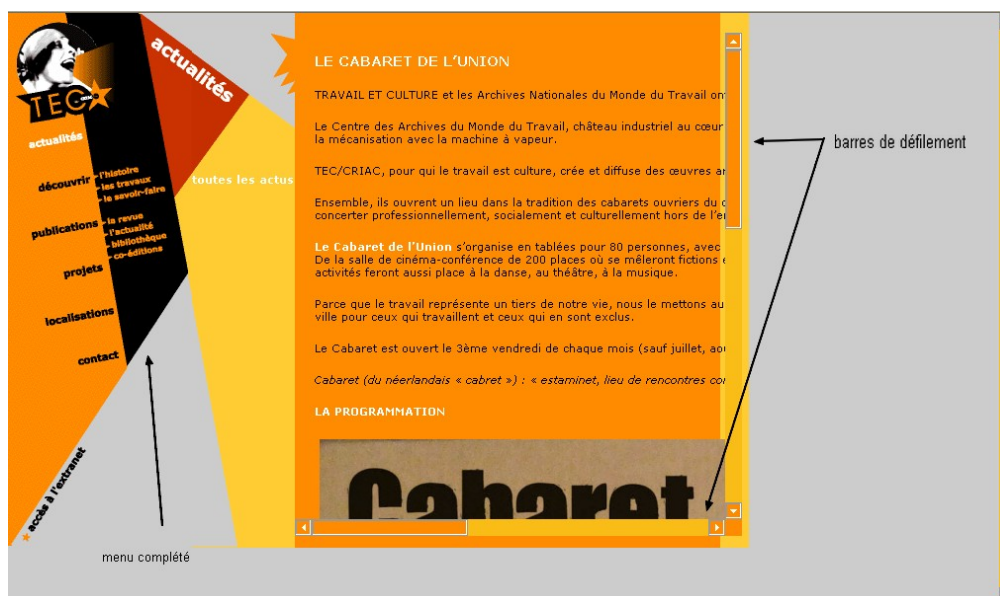 TEC
CRIAC
actualités
actualités
découvrir
l'histoire
les travaux
le savoir-faire
publications
la revue
l'actualité
bibliothèque
co-éditions
projets
localisations
contact
accès à l'extranet
menu complété
toutes les actus
LE CABARET DE L'UNION
TRAVAIL ET CULTURE et les Archives Nationales du Monde du Travail
Le Centre des Archives du Monde du Travail, château industriel au cœur
la mécanisation avec la machine à vapeur.
TEC/CRIAC, pour qui le travail est culture, crée et diffuse des œuvres
Ensemble, ils ouvrent un lieu dans la tradition des cabarets ouvriers du
concerter professionnellement, socialement et culturellement hors de
Le Cabaret de l'Union s'organise en tablées pour 80 personnes, avec
De la salle de cinéma-conférence de 200 places où se mêleront fictions
activités feront aussi place à la danse, au théâtre, à la musique.
Parce que le travail représente un tiers de notre vie, nous le mettons au
ville pour ceux qui travaillent et ceux qui en sont exclus.
Le Cabaret est ouvert le 3ème vendredi de chaque mois (sauf juillet,
Cabaret (du néerlandais « cabret ») : « estaminet, lieu de rencontres
LA PROGRAMMATION
Cabaret
barres de défilement